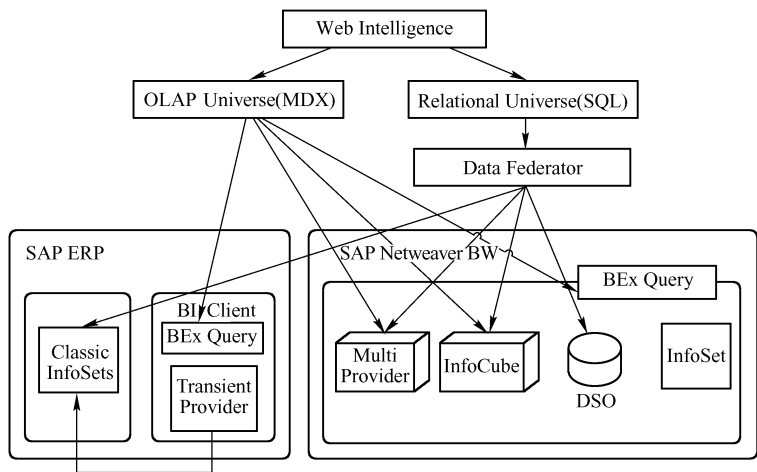 Web Intelligence
OLAP Universe(MDX)
Relational Universe(SQL)
Data Federator
SAP ERP
SAP Netweaver BW
BEx Query
BI Client
BEx Query
Classic
InfoSets
Transient
Provider
Multi
Provider
InfoCube
DSO
InfoSet